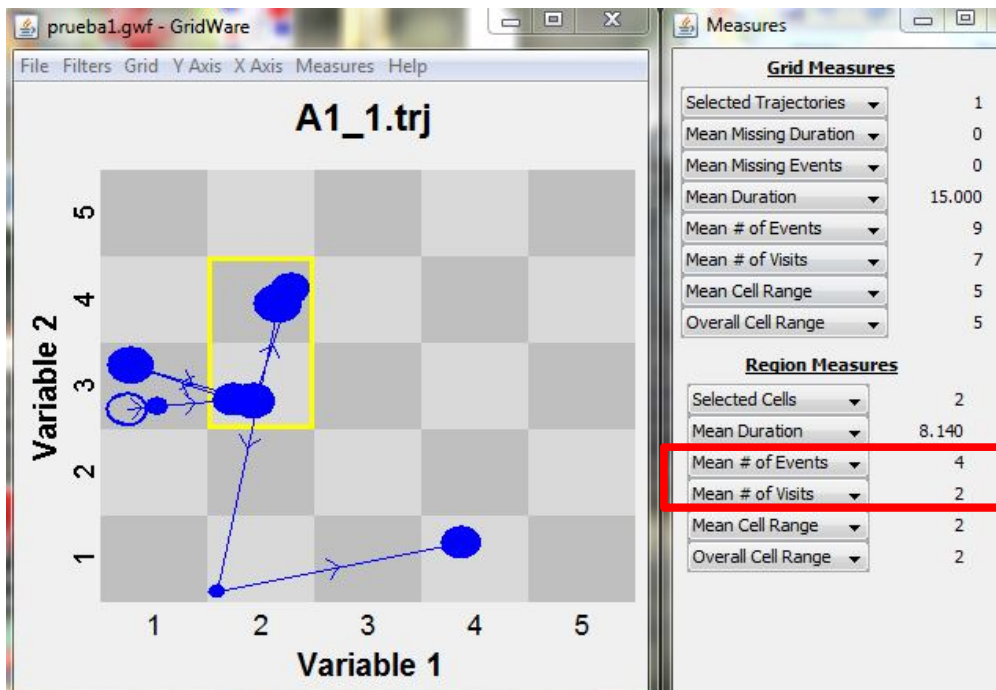 prueba1.gwf - GridWare
File Filters Grid Y Axis X Axis Measures Help
A1_1.trj
5
4
3
2
1
Variable 2
1 2 3 4 5
Variable 1
Measures
Grid Measures
Selected Trajectories 1
Mean Missing Duration 0
Mean Missing Events 0
Mean Duration 15.000
Mean # of Events 9
Mean # of Visits 7
Mean Cell Range 5
Overall Cell Range 5
Region Measures
Selected Cells 2
Mean Duration 8.140
Mean # of Events 4
Mean # of Visits 2
Mean Cell Range 2
Overall Cell Range 2